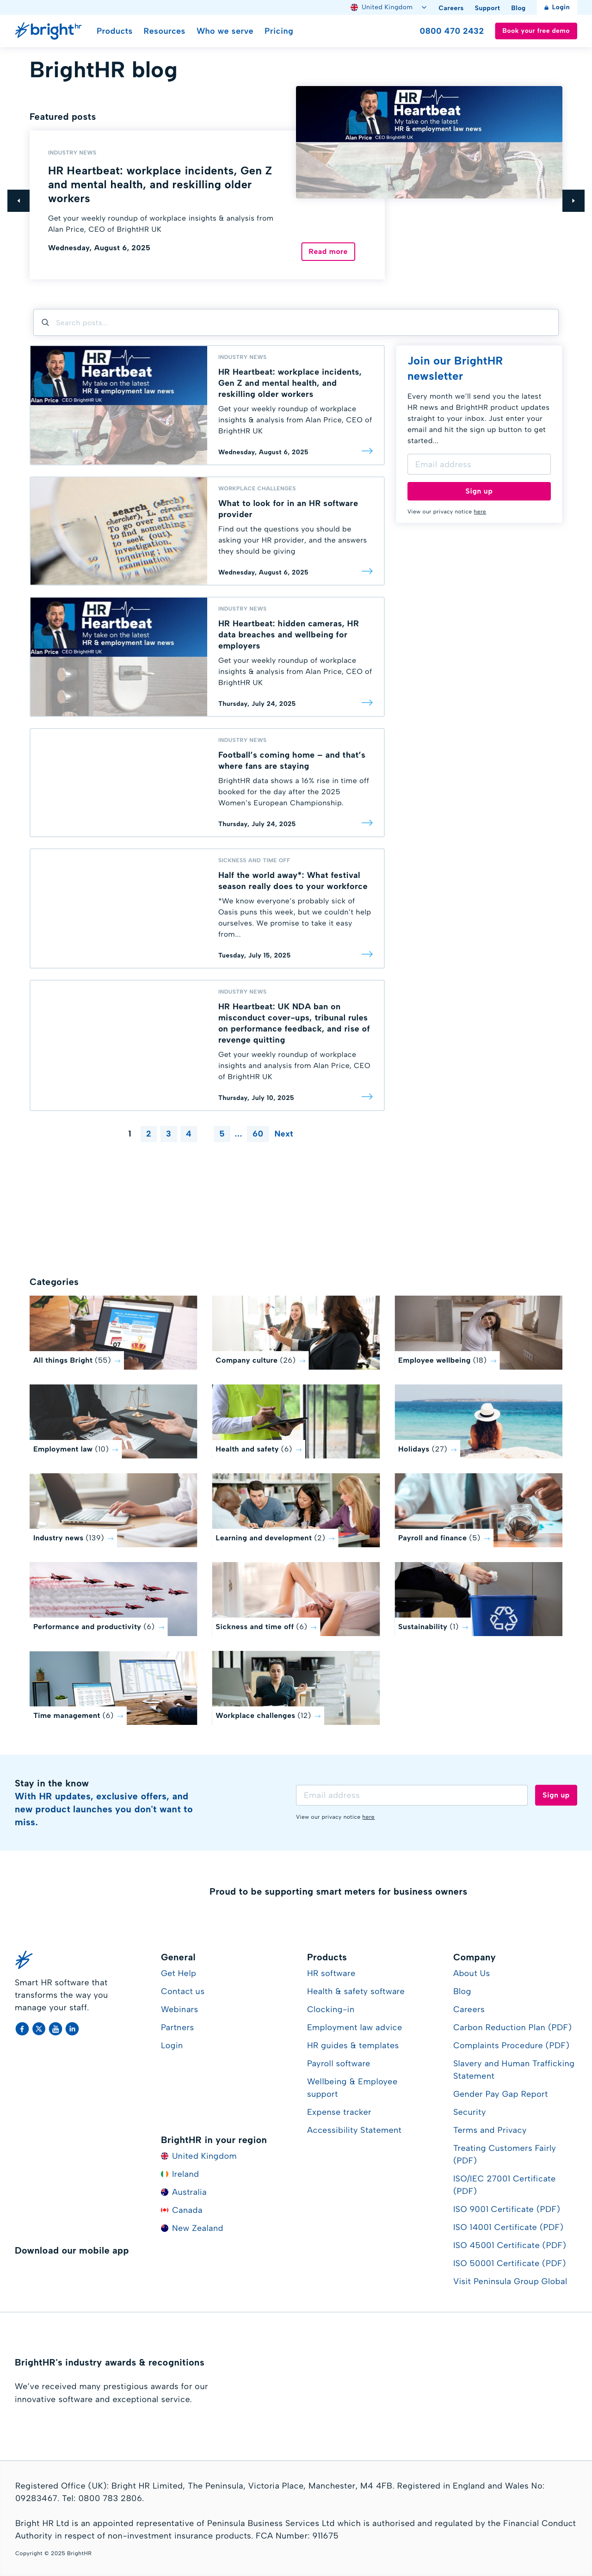 United Kingdom
Careers
Support
Blog
Login
brighthr
Products
Resources
Who we serve
Pricing
0800 470 2432
Book your free demo
BrightHR blog
Featured posts
INDUSTRY NEWS
HR Heartbeat: workplace incidents, Gen Z
and mental health, and reskilling older
workers
Get your weekly roundup of workplace insights & analysis from
Alan Price, CEO of BrightHR UK
Wednesday, August 6, 2025
Read more
HR
Heartbeat
My take on the latest
HR & employment law news
Alan Price CEO BrightHR UK
Search posts...
HR
Heartbeat
My take on the latest
HR & employment law news
Alan Price CEO BrightHR UK
INDUSTRY NEWS
HR Heartbeat: workplace incidents,
Gen Z and mental health, and
reskilling older workers
Get your weekly roundup of workplace
insights & analysis from Alan Price, CEO of
BrightHR UK
Wednesday, August 6, 2025
Join our BrightHR
newsletter
Every month we'll send you the latest
HR news and BrightHR product updates
straight to your inbox. Just enter your
email and hit the sign up button to get
started...
Email address
Sign up
View our privacy notice here
WORKPLACE CHALLENGES
What to look for in an HR software
provider
Find out the questions you should be
asking your HR provider, and the answers
they should be giving
Wednesday, August 6, 2025
HR
Heartbeat
My take on the latest
HR & employment law news
Alan Price CEO BrightHR UK
INDUSTRY NEWS
HR Heartbeat: hidden cameras, HR
data breaches and wellbeing for
employers
Get your weekly roundup of workplace
insights & analysis from Alan Price, CEO of
BrightHR UK
Thursday, July 24, 2025
INDUSTRY NEWS
Football's coming home – and that's
where fans are staying
BrightHR data shows a 16% rise in time off
booked for the day after the 2025
Women's European Championship.
Thursday, July 24, 2025
SICKNESS AND TIME OFF
Half the world away*: What festival
season really does to your workforce
*We know everyone's probably sick of
Oasis puns this week, but we couldn't help
ourselves. We promise to take it easy
from...
Tuesday, July 15, 2025
INDUSTRY NEWS
HR Heartbeat: UK NDA ban on
misconduct cover-ups, tribunal rules
on performance feedback, and rise of
revenge quitting
Get your weekly roundup of workplace
insights and analysis from Alan Price, CEO
of BrightHR UK
Thursday, July 10, 2025
1 2 3 4 5 ... 60 Next
Categories
All things Bright (55)
Company culture (26)
Employee wellbeing (18)
Employment law (10)
Health and safety (6)
Holidays (27)
Industry news (139)
Learning and development (2)
Payroll and finance (5)
Performance and productivity (6)
Sickness and time off (6)
Sustainability (1)
Time management (6)
Workplace challenges (12)
Stay in the know
With HR updates, exclusive offers, and
new product launches you don't want to
miss.
Email address
Sign up
View our privacy notice here
Proud to be supporting smart meters for business owners
Smart HR software that
transforms the way you
manage your staff.
General
Get Help
Contact us
Webinars
Partners
Login
BrightHR in your region
United Kingdom
Ireland
Australia
Canada
New Zealand
Products
HR software
Health & safety software
Clocking-in
Employment law advice
HR guides & templates
Payroll software
Wellbeing & Employee
support
Expense tracker
Accessibility Statement
Company
About Us
Blog
Careers
Carbon Reduction Plan (PDF)
Complaints Procedure (PDF)
Slavery and Human Trafficking
Statement
Gender Pay Gap Report
Security
Terms and Privacy
Treating Customers Fairly
(PDF)
ISO/IEC 27001 Certificate
(PDF)
ISO 9001 Certificate (PDF)
ISO 14001 Certificate (PDF)
ISO 45001 Certificate (PDF)
ISO 50001 Certificate (PDF)
Visit Peninsula Group Global
Download our mobile app
BrightHR's industry awards & recognitions
We've received many prestigious awards for our
innovative software and exceptional service.
Registered Office (UK): Bright HR Limited, The Peninsula, Victoria Place, Manchester, M4 4FB. Registered in England and Wales No:
09283467. Tel: 0800 783 2806.
Bright HR Ltd is an appointed representative of Peninsula Business Services Ltd which is authorised and regulated by the Financial Conduct
Authority in respect of non-investment insurance products. FCA Number: 911675
Copyright © 2025 BrightHR